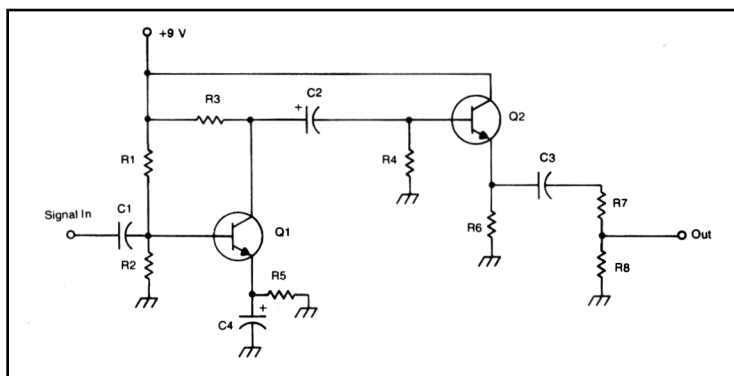 +9 V
C2
+
R3
Q2
C3
R1
R4
Signal In
C1
R7
Q1
R6
Out
R2
R5
R8
+
C4